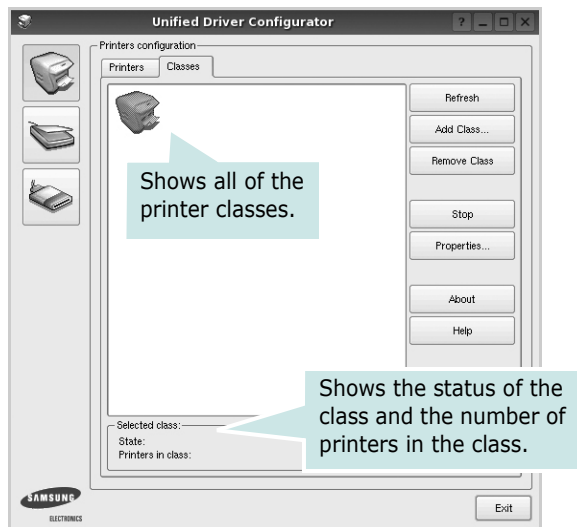 Unified Driver Configurator
Printers configuration
Printers Classes
Refresh
Add Class...
Remove Class
Shows all of the
printer classes.
Stop
Properties...
About
Help
Shows the status of the
class and the number of
printers in the class.
Selected class:
State:
Printers in class:
SAMSUNG
ELECTRONICS
Exit